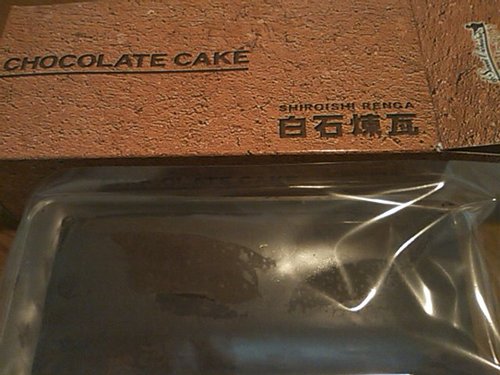 CHOCOLATE CAKE
SHIROISHI RENGA
白石煉瓦